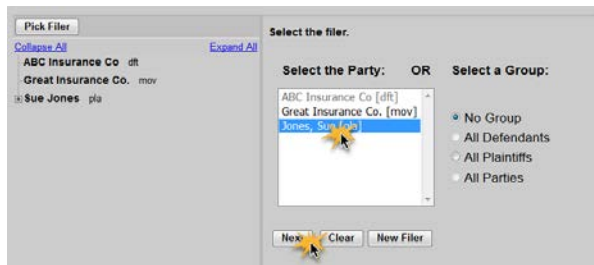 Pick Filer
Collapse All Expand All
ABC Insurance Co dft
Great Insurance Co. mov
Sue Jones pla
Select the filer.
Select the Party: OR Select a Group:
ABC Insurance Co [dft]
Great Insurance Co. [mov]
Jones, Sue [pla]
No Group
All Defendants
All Plaintiffs
All Parties
Next Clear New Filer